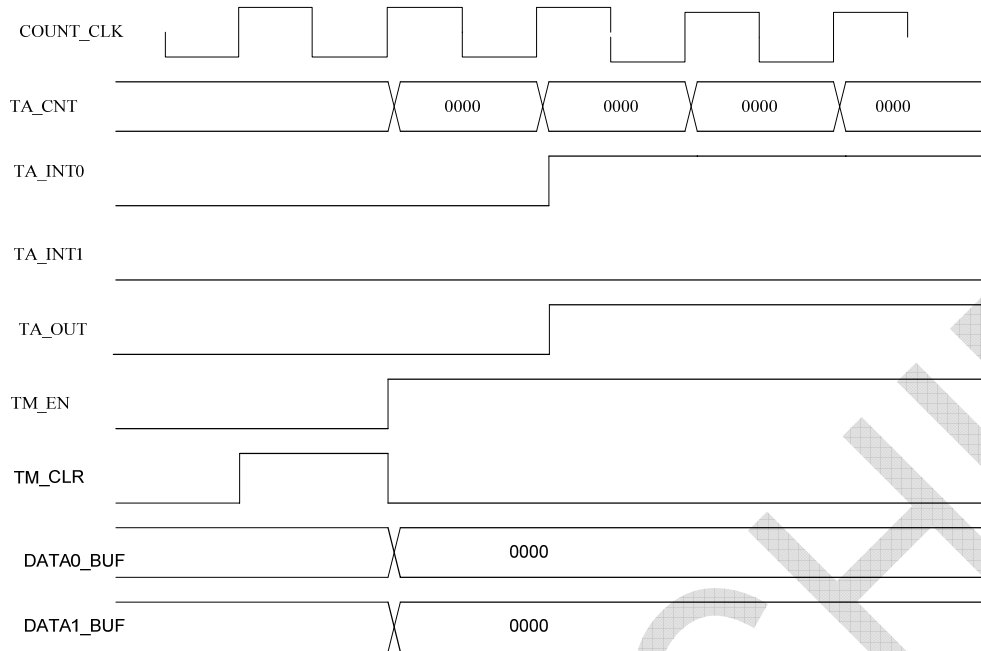 COUNT_CLK
TA_CNT 0000 0000 0000 0000
TA_INT0
TA_INT1
TA_OUT
TM_EN
TM_CLR
DATA0_BUF 0000
DATA1_BUF 0000